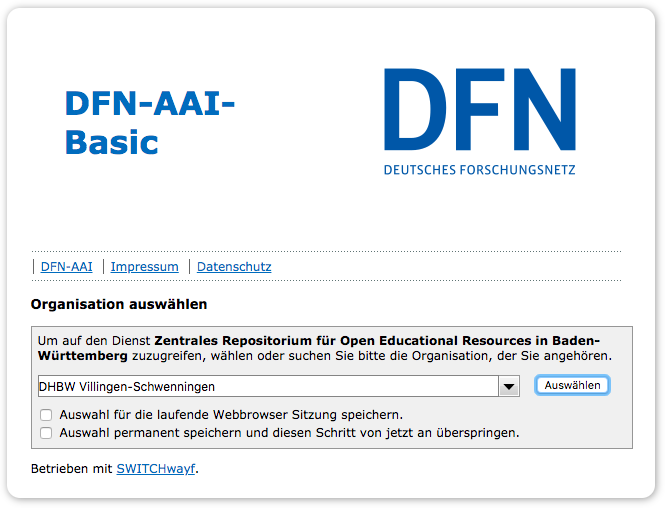 DFN-AAI-
Basic
DFN
DEUTSCHES FORSCHUNGSNETZ
DFN-AAI Impressum Datenschutz
Organisation auswählen
Um auf den Dienst Zentrales Repositorium für Open Educational Resources in Baden-
Württemberg zuzugreifen, wählen oder suchen Sie bitte die Organisation, der Sie angehören.
DHBW Villingen-Schwenningen Auswählen
Auswahl für die laufende Webbrowser Sitzung speichern.
Auswahl permanent speichern und diesen Schritt von jetzt an überspringen.
Betrieben mit SWITCHwayf.